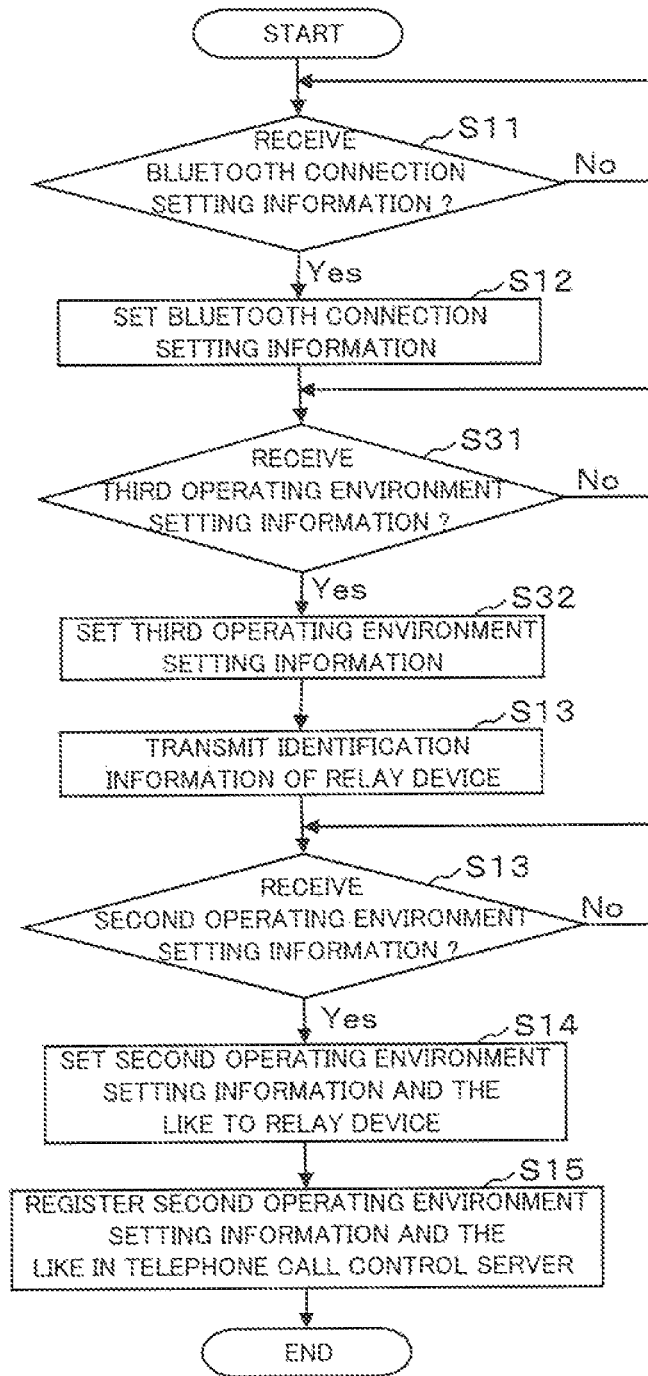 START
S11
RECEIVE
BLUETOOTH CONNECTION
SETTING INFORMATION ?
No
Yes
S12
SET BLUETOOTH CONNECTION
SETTING INFORMATION
S31
RECEIVE
THIRD OPERATING ENVIRONMENT
SETTING INFORMATION ?
No
Yes
S32
SET THIRD OPERATING ENVIRONMENT
SETTING INFORMATION
S13
TRANSMIT IDENTIFICATION
INFORMATION OF RELAY DEVICE
S13
RECEIVE
SECOND OPERATING ENVIRONMENT
SETTING INFORMATION ?
No
Yes
S14
SET SECOND OPERATING ENVIRONMENT
SETTING INFORMATION AND THE
LIKE TO RELAY DEVICE
S15
REGISTER SECOND OPERATING ENVIRONMENT
SETTING INFORMATION AND THE
LIKE IN TELEPHONE CALL CONTROL SERVER
END